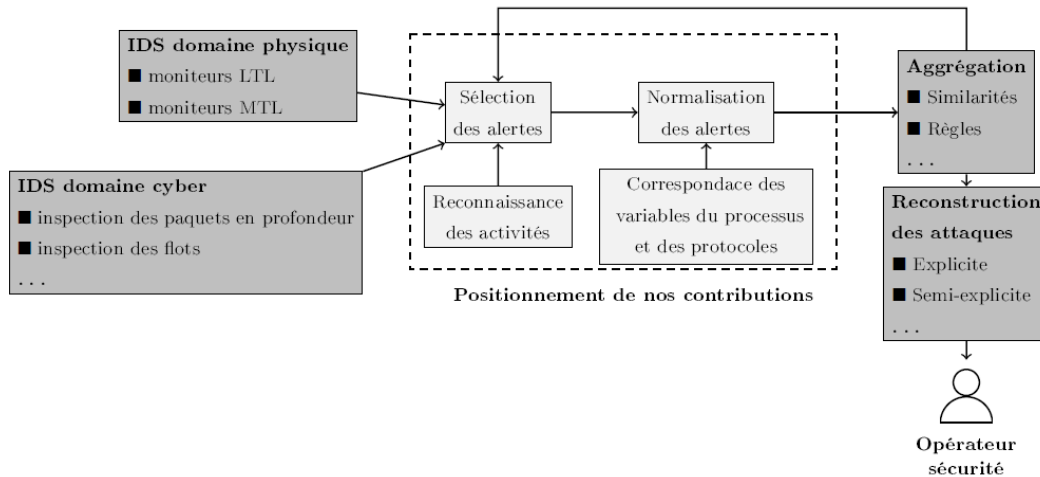 IDS domaine physique
■ moniteurs LTL
■ moniteurs MTL
IDS domaine cyber
■ inspection des paquets en profondeur
■ inspection des flots
. . .
Sélection
des alertes
Normalisation
des alertes
Reconnaissance
des activités
Correspondace des
variables du processus
et des protocoles
Positionnement de nos contributions
Aggrégation
■ Similarités
■ Règles
. . .
Reconstruction
des attaques
■ Explicite
■ Semi-explicite
. . .
Opérateur
sécurité